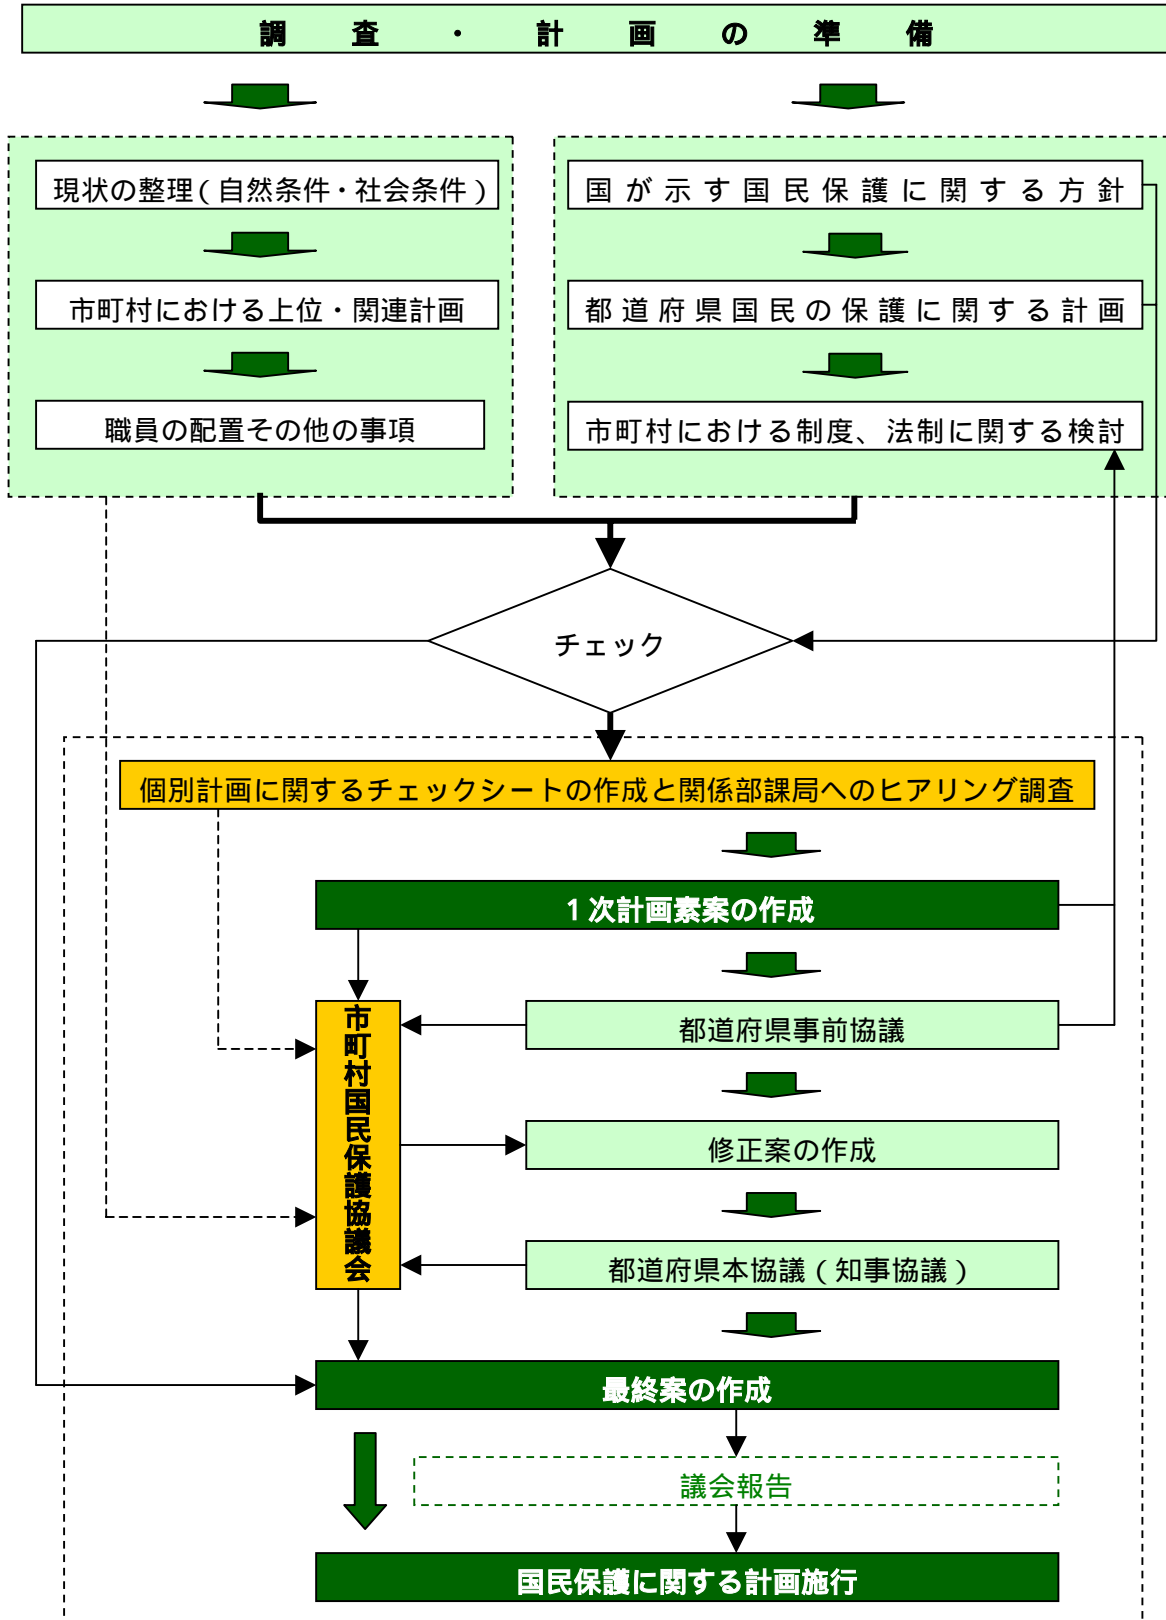 調査・計画の準備
現状の整理(自然条件・社会条件)
市町村における上位・関連計画
職員の配置その他の事項
国が示す国民保護に関する方針
都道府県国民の保護に関する計画
市町村における制度、法制に関する検討
チェック
個別計画に関するチェックシートの作成と関係部課局へのヒアリング調査
1次計画素案の作成
市町村国民保護協議会
都道府県事前協議
修正案の作成
都道府県本協議(知事協議)
最終案の作成
議会報告
国民保護に関する計画施行